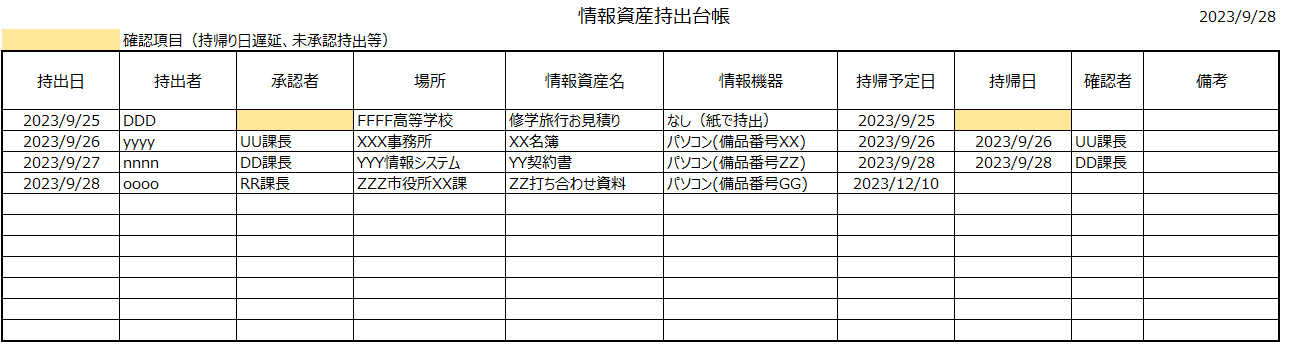 情報資産持出台帳
2023/9/28
確認項目（持帰り日遅延、未承認持出等）
持出日 持出者 承認者 場所 情報資産名 情報機器 持帰予定日 持帰日 確認者 備考
2023/9/25 DDD FFFF高等学校 修学旅行お見積り なし（紙で持出） 2023/9/25
2023/9/26 yyyy UU課長 XXX事務所 XX名簿 パソコン(備品番号XX) 2023/9/26 2023/9/26 UU課長
2023/9/27 nnnn DD課長 YYY情報システム YY契約書 パソコン(備品番号ZZ) 2023/9/28 2023/9/28 DD課長
2023/9/28 oooo RR課長 ZZZ市役所XX課 ZZ打ち合わせ資料 パソコン(備品番号GG) 2023/12/10